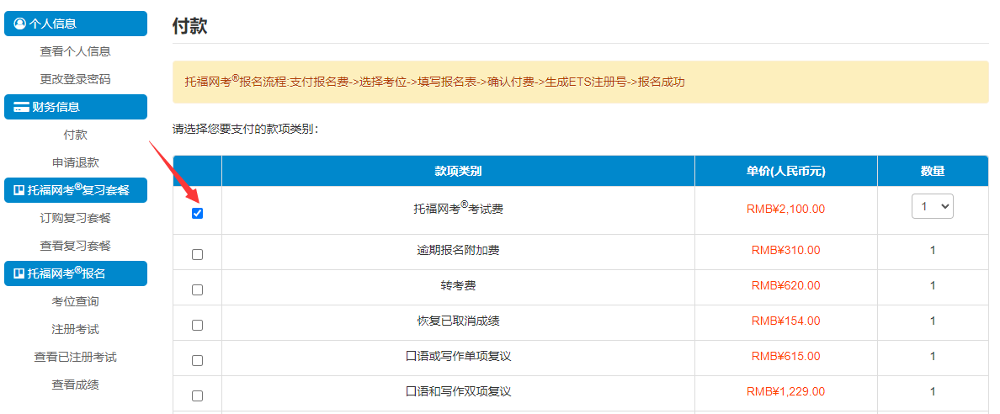 个人信息
查看个人信息
更改登录密码
财务信息
付款
申请退款
托福网考®复习套餐
订购复习套餐
查看复习套餐
托福网考®报名
考位查询
注册考试
查看已注册考试
查看成绩
付款
托福网考®报名流程:支付报名费->选择考位->填写报名表->确认付费->生成ETS注册号->报名成功
请选择您要支付的款项类别：
款项类别 单价(人民币元) 数量
托福网考®考试费 RMB¥2,100.00 1
逾期报名附加费 RMB¥310.00 1
转考费 RMB¥620.00 1
恢复已取消成绩 RMB¥154.00 1
口语或写作单项复议 RMB¥615.00 1
口语和写作双项复议 RMB¥1,229.00 1